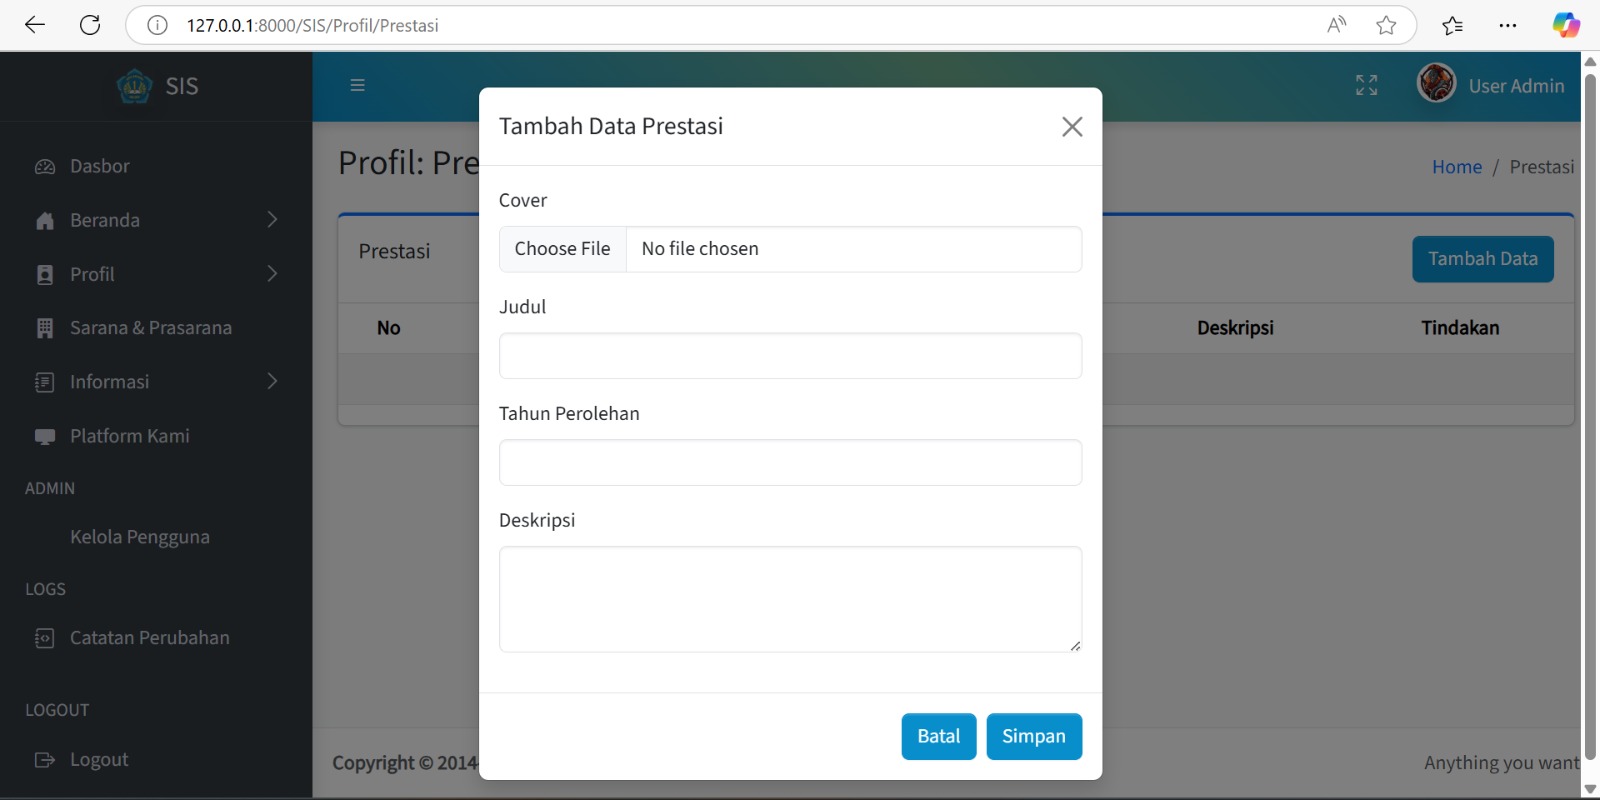 127.0.0.1:8000/SIS/Profil/Prestasi
SIS
User Admin
Dasbor
Beranda
Profil
Sarana & Prasarana
Informasi
Platform Kami
ADMIN
Kelola Pengguna
LOGS
Catatan Perubahan
LOGOUT
Logout
Profil: Pre
Home / Prestasi
Prestasi
Tambah Data
No
Deskripsi
Tindakan
Tambah Data Prestasi
Cover
Choose File No file chosen
Judul
Tahun Perolehan
Deskripsi
Batal Simpan
Copyright © 2014-
Anything you want